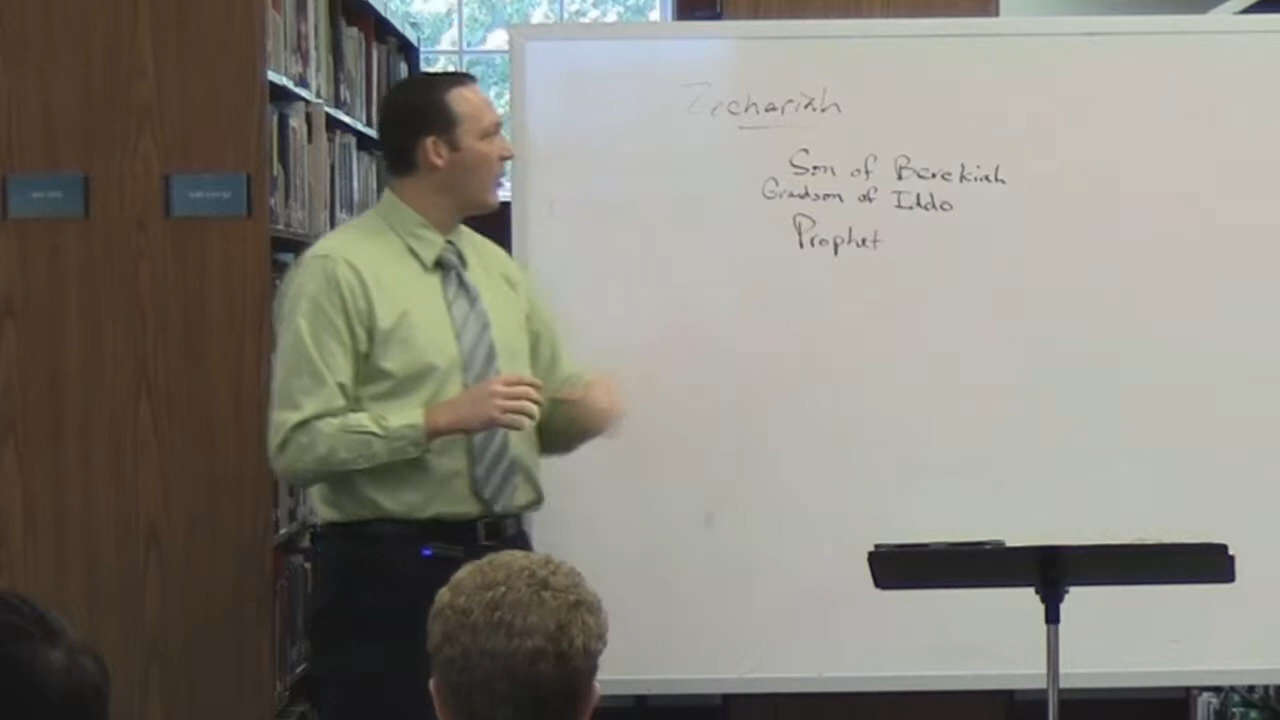 Zechariah
Son of Berekiah
Grandson of Iddo
Prophet